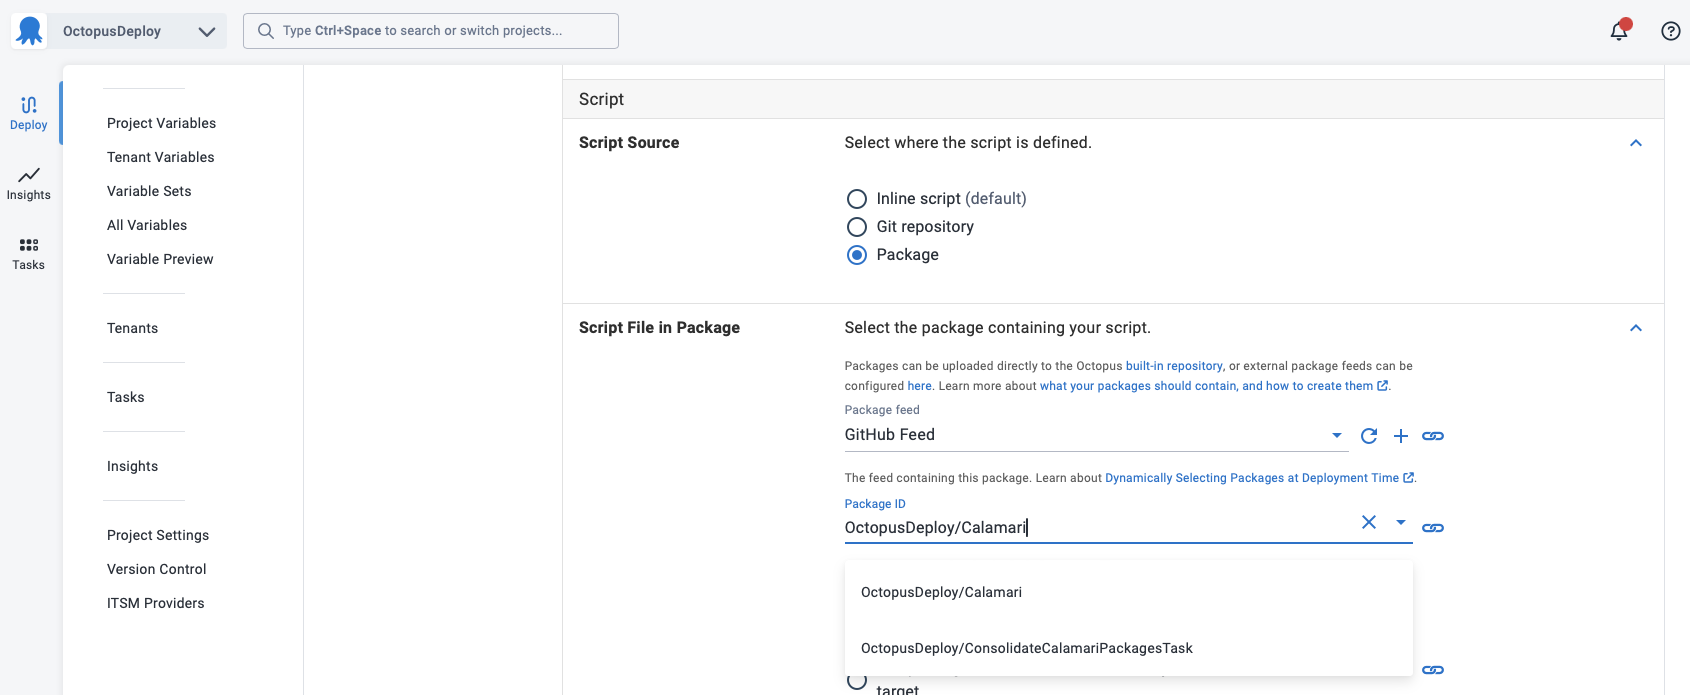 OctopusDeploy
Type Ctrl+Space to search or switch projects...
Deploy
Insights
Tasks
Project Variables
Tenant Variables
Variable Sets
All Variables
Variable Preview
Tenants
Tasks
Insights
Project Settings
Version Control
ITSM Providers
Script
Script Source
Select where the script is defined.
Inline script (default)
Git repository
Package
Script File in Package
Select the package containing your script.
Packages can be uploaded directly to the Octopus built-in repository, or external package feeds can be
configured here. Learn more about what your packages should contain, and how to create them.
Package feed
GitHub Feed
The feed containing this package. Learn about Dynamically Selecting Packages at Deployment Time.
Package ID
OctopusDeploy/Calamari
OctopusDeploy/Calamari
OctopusDeploy/ConsolidateCalamariPackagesTask
target